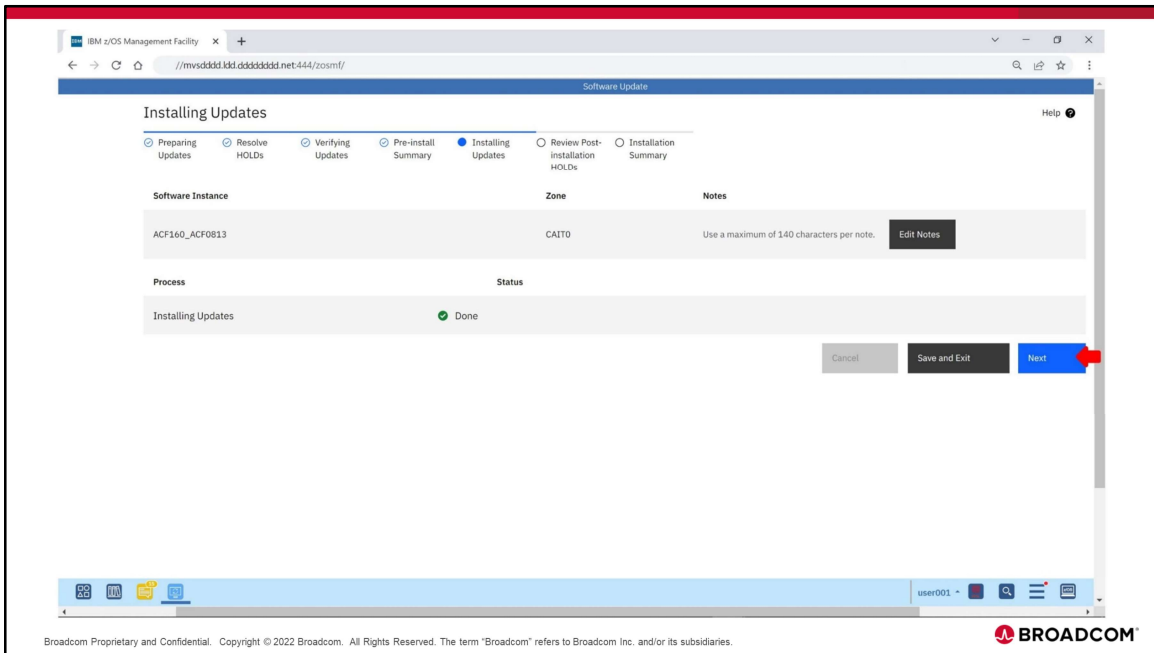 IBM z/OS Management Facility
//mvsdddd.ldd.dddddddd.net:444/zosmf/
Software Update
Installing Updates
Help
Preparing Updates
Resolve HOLDs
Verifying Updates
Pre-install Summary
Installing Updates
Review Post-installation HOLDs
Installation Summary
Software Instance Zone Notes
ACF160_ACF0813 CAIT0 Use a maximum of 140 characters per note. Edit Notes
Process Status
Installing Updates Done
Cancel Save and Exit Next
user001
Broadcom Proprietary and Confidential. Copyright © 2022 Broadcom. All Rights Reserved. The term “Broadcom” refers to Broadcom Inc. and/or its subsidiaries.
BROADCOM®